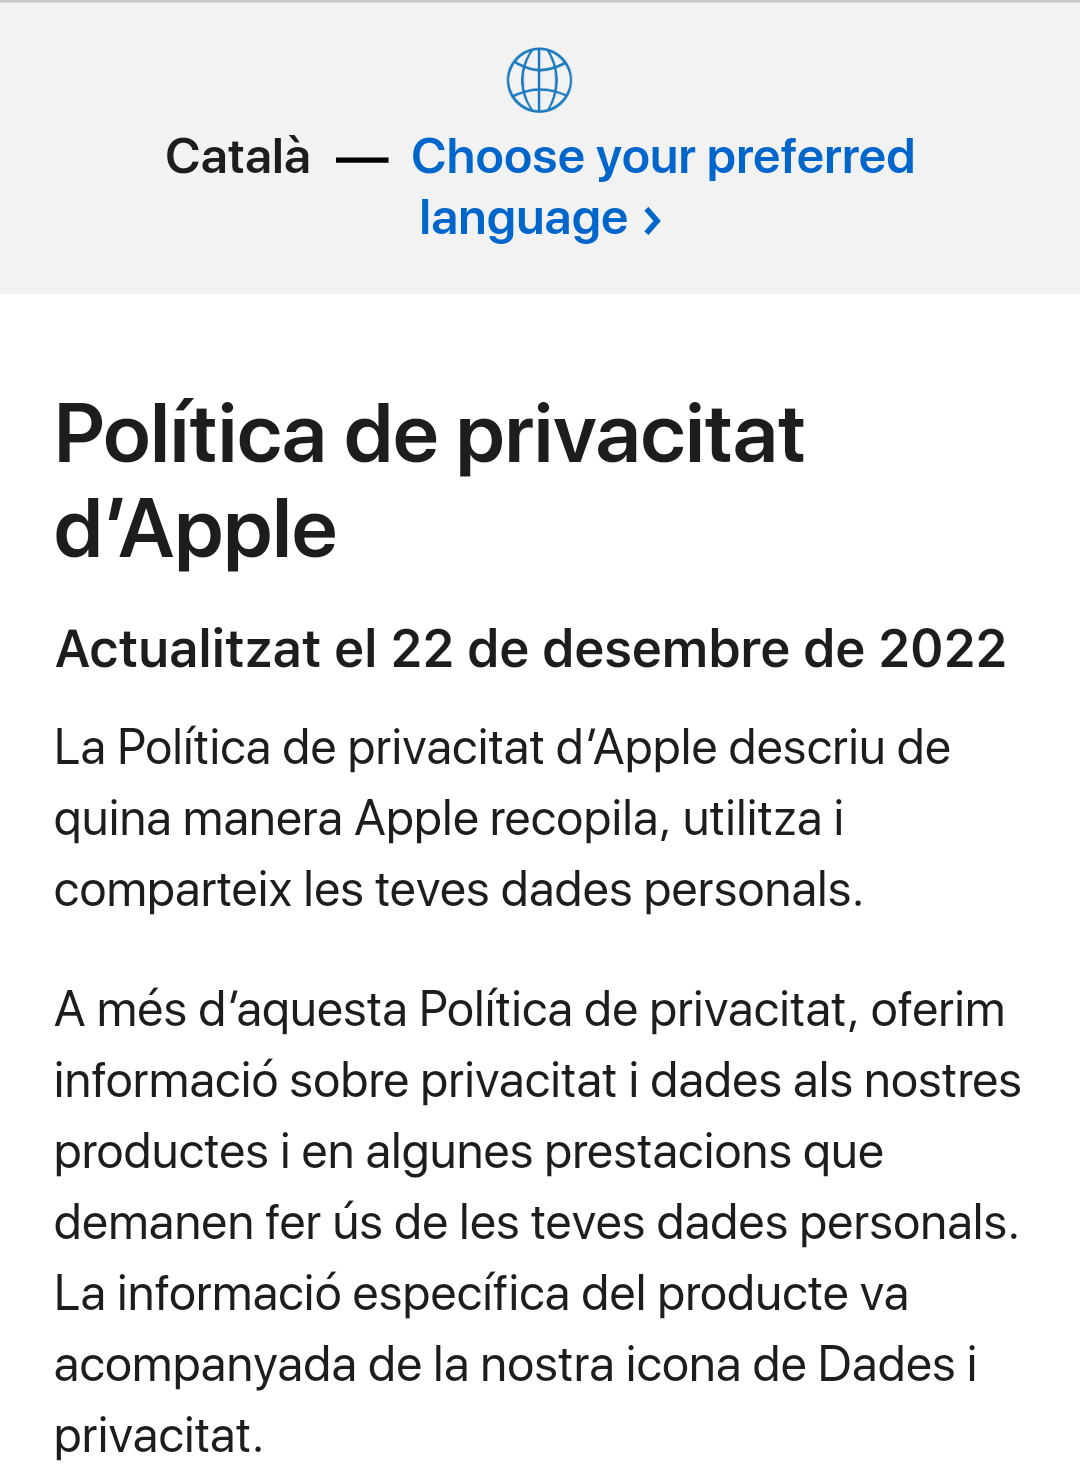 Català — Choose your preferred
language ›
Política de privacitat
d’Apple
Actualitzat el 22 de desembre de 2022
La Política de privacitat d’Apple descriu de
quina manera Apple recopila, utilitza i
comparteix les teves dades personals.
A més d’aquesta Política de privacitat, oferim
informació sobre privacitat i dades als nostres
productes i en algunes prestacions que
demanen fer ús de les teves dades personals.
La informació específica del producte va
acompanyada de la nostra icona de Dades i
privacitat.